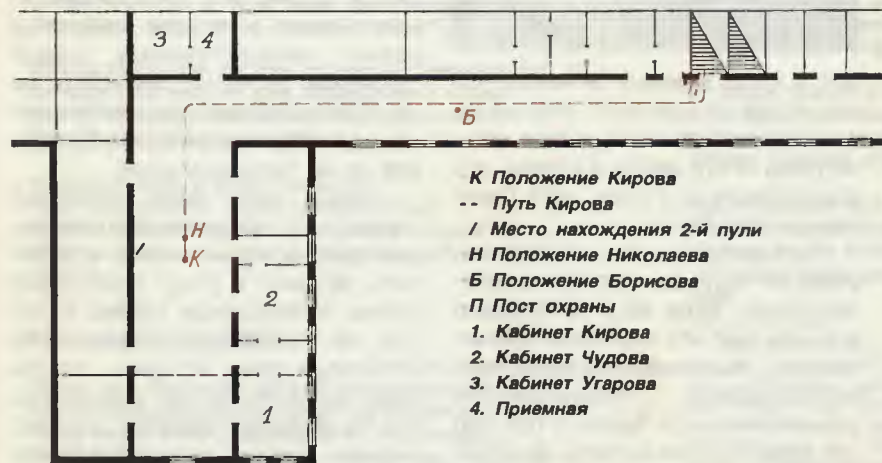 3 4
П
Б
Н
К
2
1
К Положение Кирова
-- Путь Кирова
/ Место нахождения 2-й пули
Н Положение Николаева
Б Положение Борисова
П Пост охраны
1. Кабинет Кирова
2. Кабинет Чудова
3. Кабинет Угарова
4. Приемная